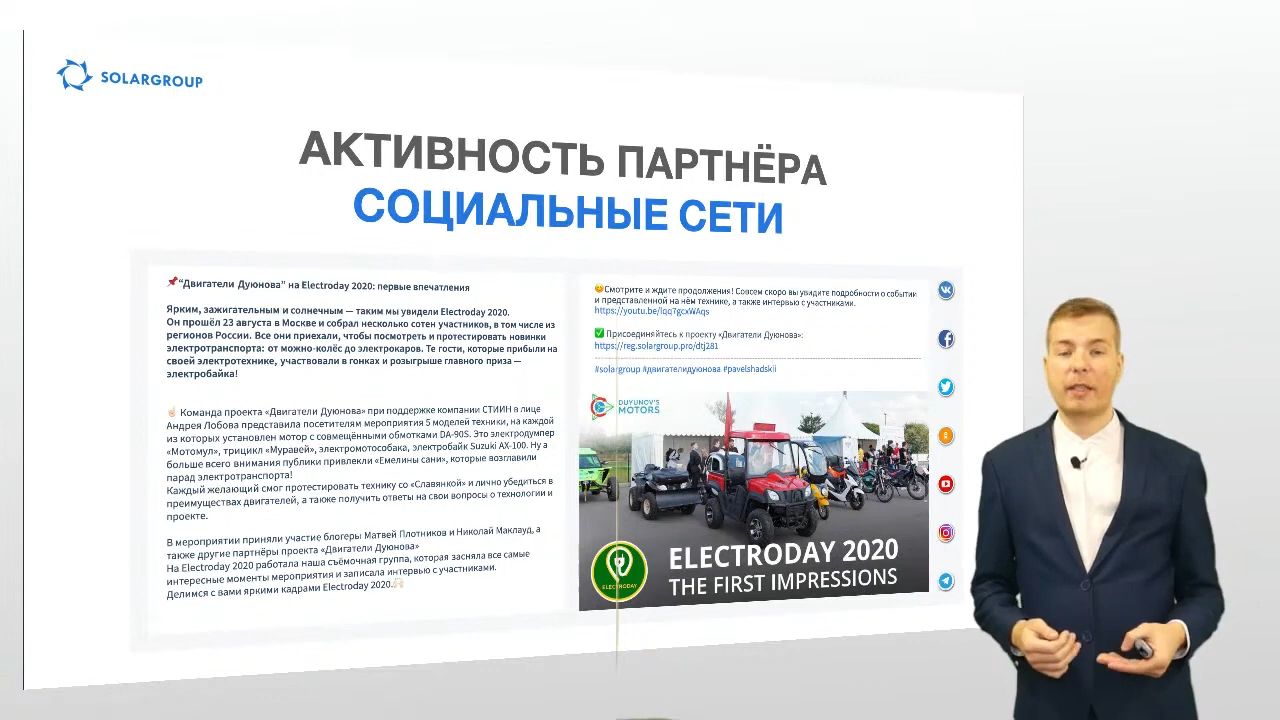 SOLARGROUP
АКТИВНОСТЬ ПАРТНЁРА
СОЦИАЛЬНЫЕ СЕТИ
📌"Двигатели Дуюнова" на Electroday 2020: первые впечатления
Ярким, зажигательным и солнечным — таким мы увидели Electroday 2020.
Он прошёл 23 августа в Москве и собрал несколько сотен участников, в том числе из
регионов России. Все они приехали, чтобы посмотреть и протестировать новинки
электротранспорта: от можно-колёс до электрокаров. Те гости, которые прибыли на
своей электротехнике, участвовали в гонках и розыгрыше главного приза —
электробайка!
☝🏻 Команда проекта «Двигатели Дуюнова» при поддержке компании СТИИН в лице
Андрея Лобова представила посетителям мероприятия 5 моделей техники, на каждой
из которых установлен мотор с совмещёнными обмотками DA-90S. Это электродумпер
«Мотомул», трицикл «Муравей», электромотособака, электробайк Suzuki AX-100. Ну а
больше всего внимания публики привлекли «Емелины сани», которые возглавили
парад электротранспорта!
Каждый желающий смог протестировать технику со «Славянкой» и лично убедиться в
преимуществах двигателей, а также получить ответы на свои вопросы о технологии и
проекте.
В мероприятии приняли участие блогеры Матвей Плотников и Николай Маклауд, а
также другие партнёры проекта «Двигатели Дуюнова»
На Electroday 2020 работала наша съёмочная группа, которая засняла все самые
интересные моменты мероприятия и записала интервью с участниками.
Делимся с вами яркими кадрами Electroday 2020.🙌🏻
😀Смотрите и ждите продолжения! Совсем скоро вы увидите подробности о событии
и представленной на нём технике, а также интервью с участниками.
https://youtu.be/Iqq7gcxWAqs
✅ Присоединяйтесь к проекту «Двигатели Дуюнова»:
https://reg.solargroup.pro/dtj281
#solargroup #двигателидуюнова #pavelshadskii
DUYUNOV'S
MOTORS
ELECTRODAY
ELECTRODAY 2020
THE FIRST IMPRESSIONS